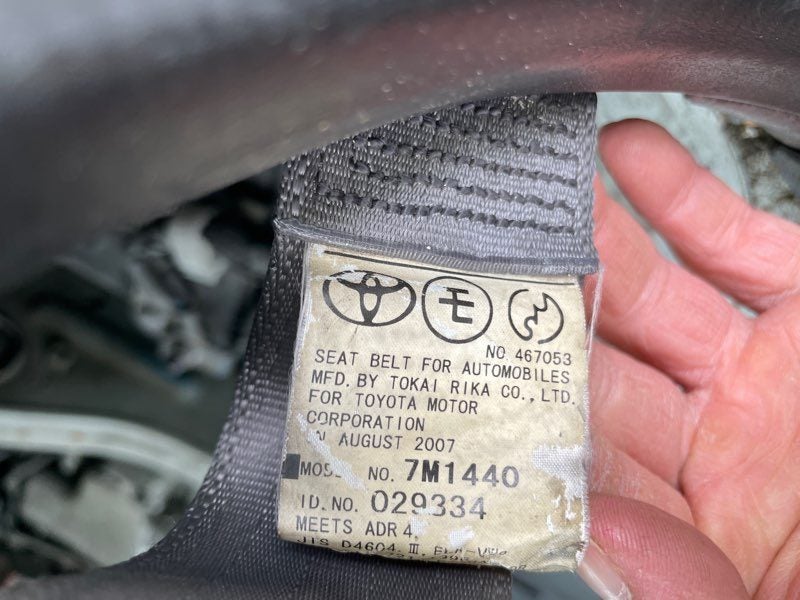 モ
NO 467053
SEAT BELT FOR AUTOMOBILES
MFD. BY TOKAI RIKA CO., LTD.
FOR TOYOTA MOTOR
CORPORATION
AUGUST 2007
NO. 7M1440
ID. NO. 029334
MEETS ADR 4
JIS D4604